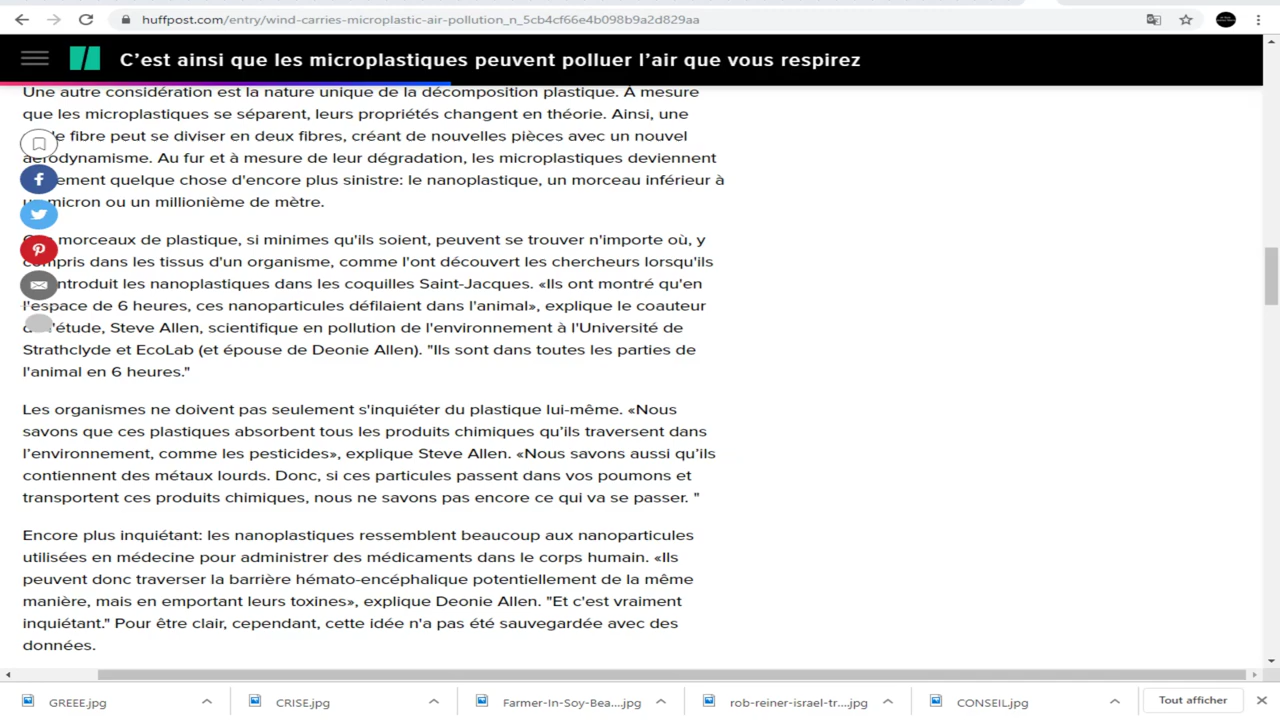 huffpost.com/entry/wind-carries-microplastic-air-pollution_n_5cb4cf66e4b098b9a2d829aa
C’est ainsi que les microplastiques peuvent polluer l’air que vous respirez
Une autre considération est la nature unique de la décomposition plastique. À mesure
que les microplastiques se séparent, leurs propriétés changent en théorie. Ainsi, une
fibre peut se diviser en deux fibres, créant de nouvelles pièces avec un nouvel
aérodynamisme. Au fur et à mesure de leur dégradation, les microplastiques deviennent
quelque chose d'encore plus sinistre: le nanoplastique, un morceau inférieur à
micron ou un millionième de mètre.
morceaux de plastique, si minimes qu'ils soient, peuvent se trouver n'importe où, y
compris dans les tissus d'un organisme, comme l'ont découvert les chercheurs lorsqu'ils
introduit les nanoplastiques dans les coquilles Saint-Jacques. «Ils ont montré qu'en
l'espace de 6 heures, ces nanoparticules défilaient dans l'animal», explique le coauteur
l'étude, Steve Allen, scientifique en pollution de l'environnement à l'Université de
Strathclyde et EcoLab (et épouse de Deonie Allen). "Ils sont dans toutes les parties de
l'animal en 6 heures."
Les organismes ne doivent pas seulement s'inquiéter du plastique lui-même. «Nous
savons que ces plastiques absorbent tous les produits chimiques qu’ils traversent dans
l’environnement, comme les pesticides», explique Steve Allen. «Nous savons aussi qu’ils
contiennent des métaux lourds. Donc, si ces particules passent dans vos poumons et
transportent ces produits chimiques, nous ne savons pas encore ce qui va se passer. "
Encore plus inquiétant: les nanoplastiques ressemblent beaucoup aux nanoparticules
utilisées en médecine pour administrer des médicaments dans le corps humain. «Ils
peuvent donc traverser la barrière hémato-encéphalique potentiellement de la même
manière, mais en emportant leurs toxines», explique Deonie Allen. "Et c'est vraiment
inquiétant." Pour être clair, cependant, cette idée n'a pas été sauvegardée avec des
données.
GREEE.jpg
CRISE.jpg
Farmer-In-Soy-Bea....jpg
rob-reiner-israel-tr....jpg
CONSEIL.jpg
Tout afficher